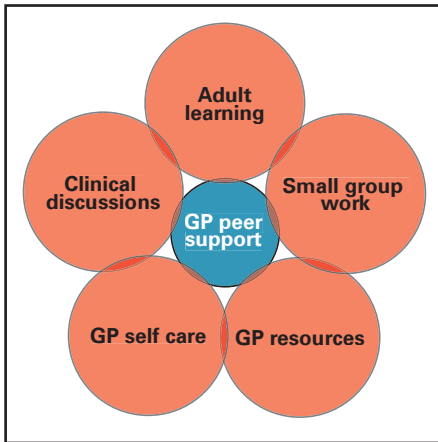 Adult
learning
Clinical
discussions
Small group
work
GP peer
support
GP self care
GP resources